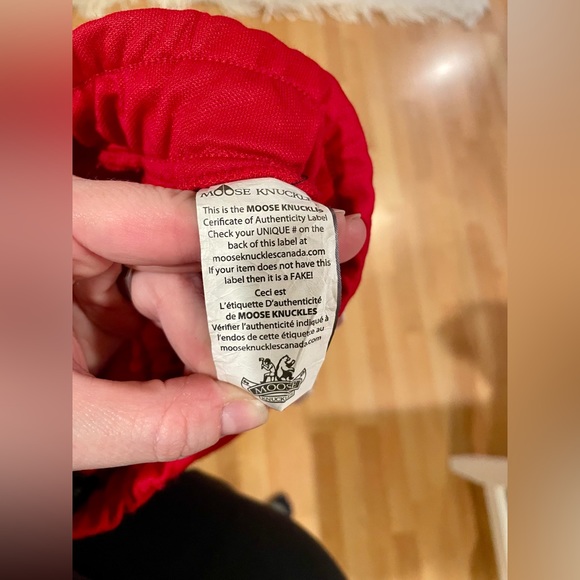 MOOSE KNUCKLES
This is the MOOSE KNUCKLES
Cerificate of Authenticity Label
Check your UNIQUE # on the
back of this label at
mooseknucklescanada.com
If your item does not have this
label then it is a FAKE!
Ceci est
L'étiquette D'authenticité
de MOOSE KNUCKLES
Vérifier l'authenticité indiqué à
l'endos de cette étiquette au
mooseknucklescanada.com
MOOSE
KNUCKLES